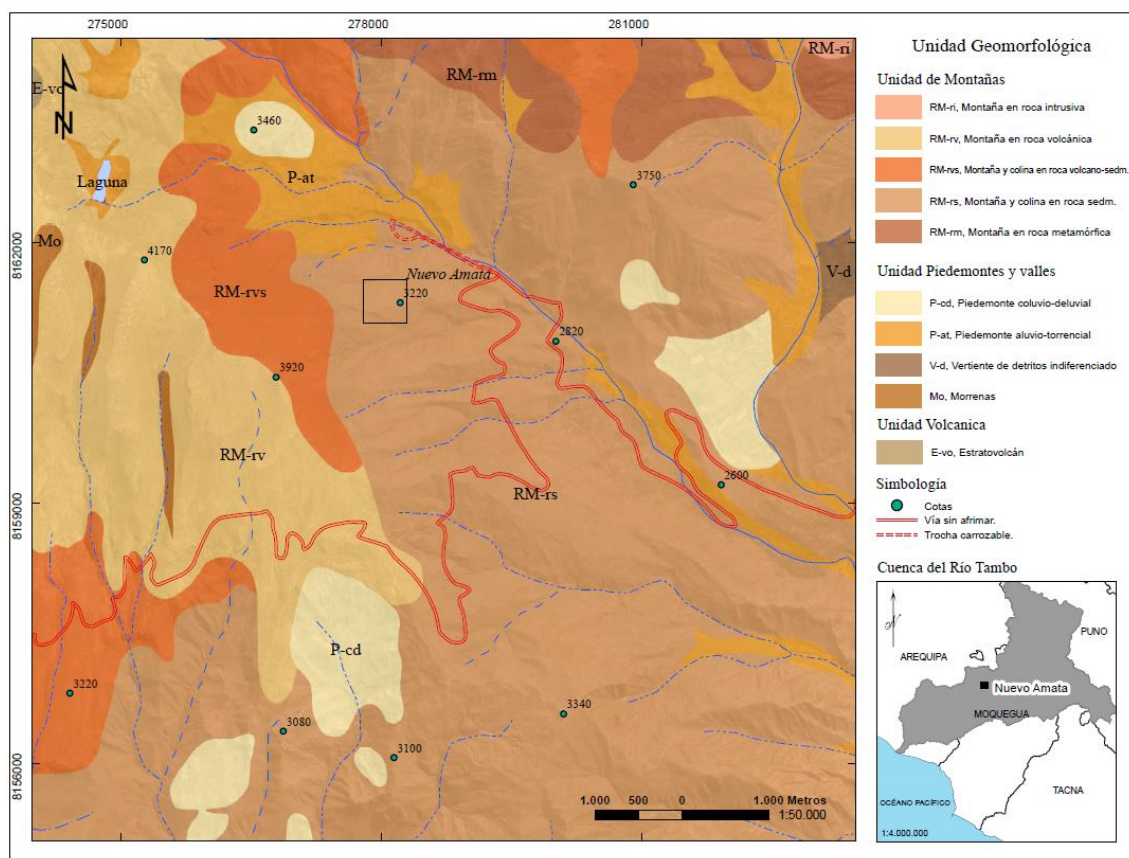 275000
278000
281000
8162000
8159000
8156000
E-vo
N
Laguna
Mo
4170
3460
P-at
RM-rm
RM-ri
3750
V-d
RM-rvs
Nuevo Amata
3220
2820
3920
RM-rv
RM-rs
2600
P-cd
3220
3080
3100
3340
1.000 500 0 1.000 Metros
1:50.000
Unidad Geomorfológica
Unidad de Montañas
RM-ri, Montaña en roca intrusiva
RM-rv, Montaña en roca volcánica
RM-rvs, Montaña y colina en roca volcano-sedm.
RM-rs, Montaña y colina en roca sedm.
RM-rm, Montaña en roca metamórfica
Unidad Piedemontes y valles
P-cd, Piedemonte coluvio-deluvial
P-at, Piedemonte aluvio-torrencial
V-d, Vertiente de detritos indiferenciado
Mo, Morrenas
Unidad Volcanica
E-vo, Estratovolcán
Simbología
Cotas
Vía sin afrimar.
Trocha carrozable.
Cuenca del Río Tambo
N
PUNO
AREQUIPA
Nuevo Amata
MOQUEGUA
TACNA
OCÉANO PACÍFICO
1:4.000.000